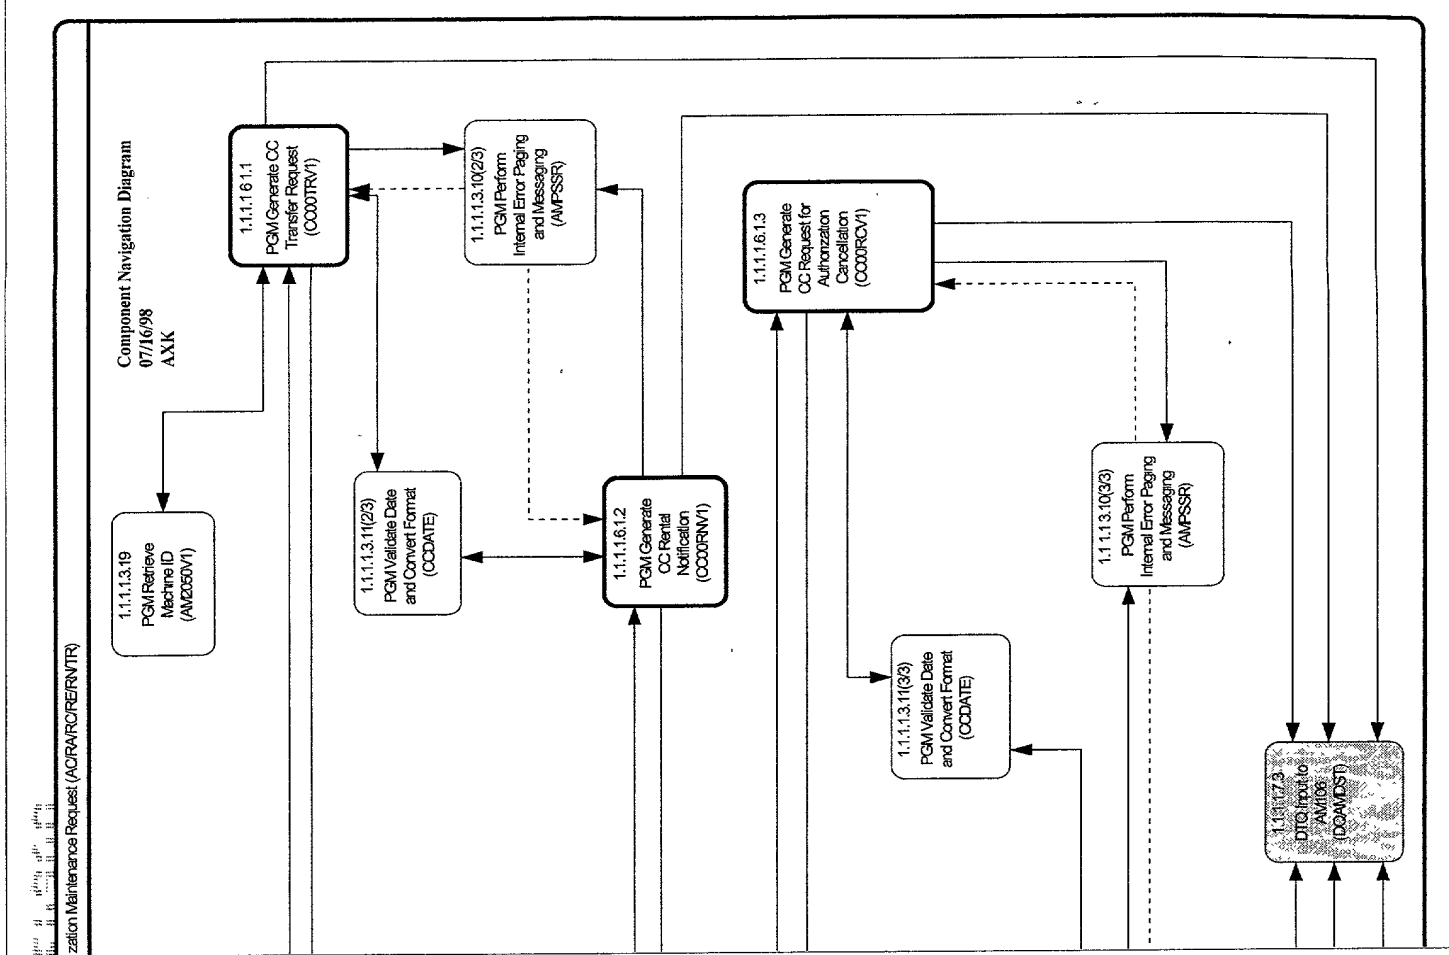 zation Maintenance Request (AC/RA/RC/RE/RN/TR)
Component Navigation Diagram
07/16/98
AXK
1.1.1.1.3.19
PGM Retrieve
Machine ID
(AM2050V1)
1.1.1.1 6 1.1
PGM Generate CC
Transfer Request
(CC00TRV1)
1.1.1.1.3.11(2/3)
PGM Validate Date
and Convert Format
(CCDATE)
1.1.1.1.3.10(2/3)
PGM Perform
Internal Error Paging
and Messaging
(AMPSSR)
1.1.1.1.6.1.2
PGM Generate
CC Rental
Notification
(CC00RNV1)
1.1.1.1.6.1.3
PGM Generate
CC Request for
Authorization
Cancellation
(CC00RCV1)
1.1.1.1.3.11(3/3)
PGM Validate Date
and Convert Format
(CCDATE)
1.1 1.1 3.10(3/3)
PGM Perform
Internal Error Paging
and Messaging
(AMPSSR)
1.1.1.1.7.3
DTQ Input to
AM106
(DQAMDST)